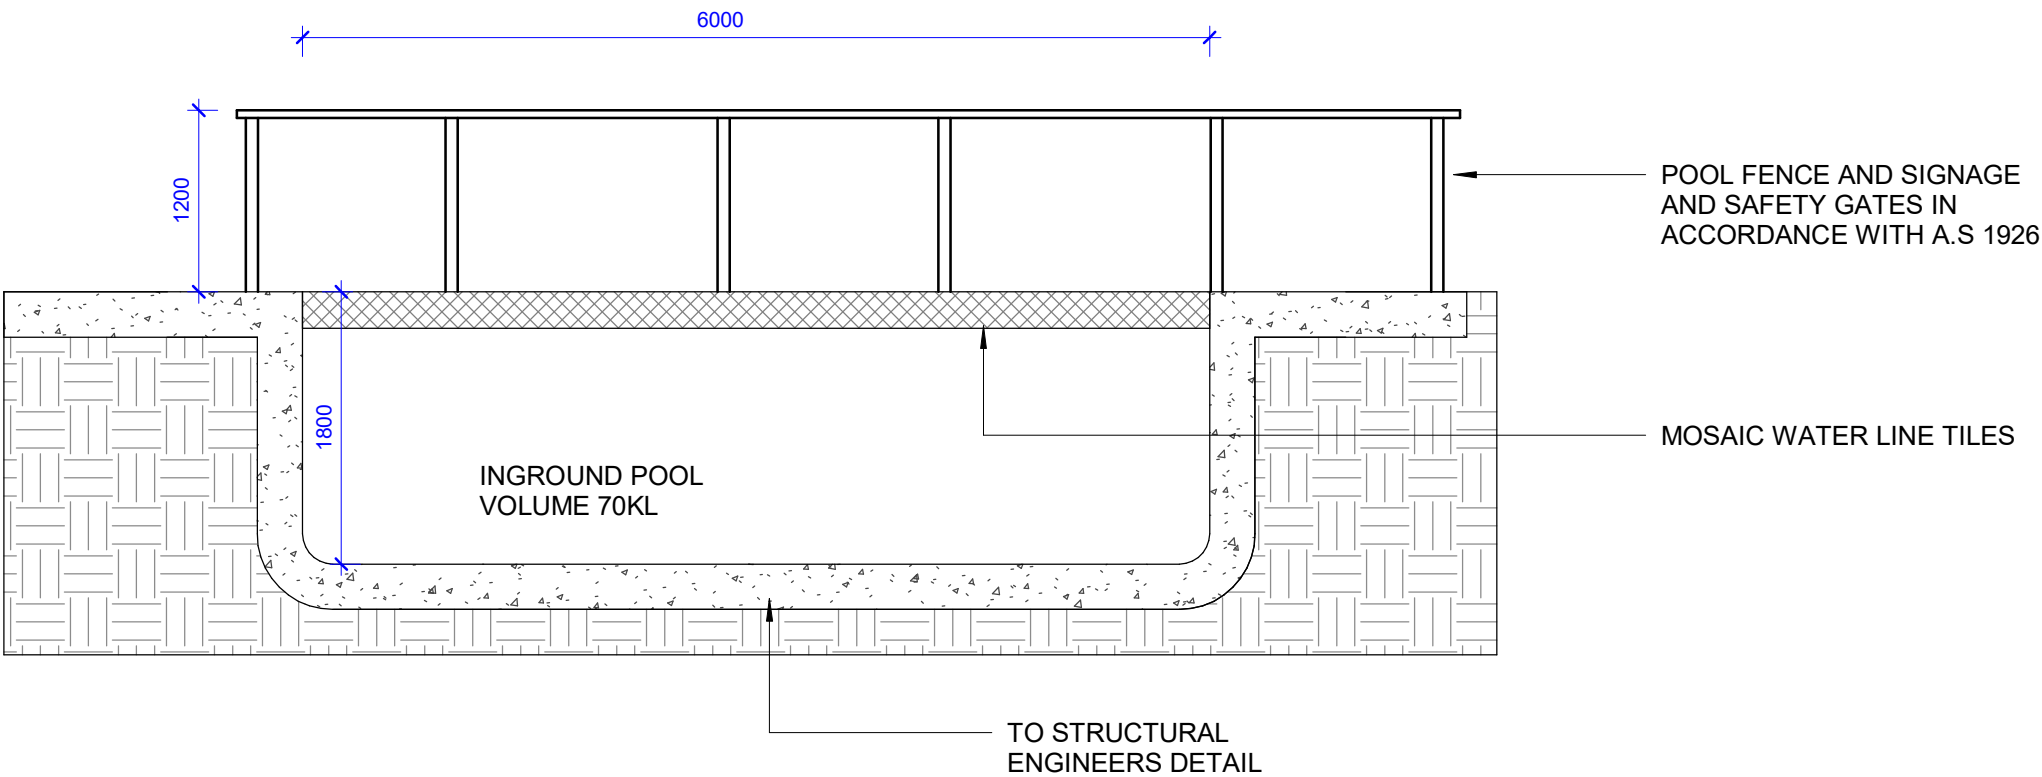 6000
1200
POOL FENCE AND SIGNAGE
AND SAFETY GATES IN
ACCORDANCE WITH A.S 1926
1800
MOSAIC WATER LINE TILES
INGROUND POOL
VOLUME 70KL
TO STRUCTURAL
ENGINEERS DETAIL